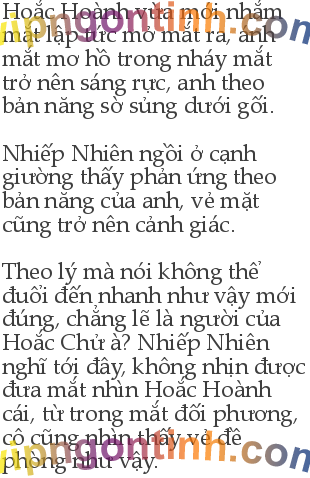 Hoắc Hoành vừa mới nhắm
mắt lập tức mở mắt ra, ánh
mắt mơ hồ trong nháy mắt
trở nên sáng rực, anh theo
bản năng sờ sủng dưới gối.

Nhiếp Nhiên ngồi ở cạnh
giường thấy phản ứng theo
bản năng của anh, vẻ mặt
cũng trở nên cảnh giác.

Theo lý mà nói không thể
đuổi đến nhanh như vậy mới
đúng, chẳng lẽ là người của
Hoắc Chử à? Nhiếp Nhiên
nghĩ tới đây, không nhịn được
đưa mắt nhìn Hoắc Hoành
cái, từ trong mắt đối phương,
cô cũng nhìn thấy vẻ đề
phòng như vậy.
vipngontinh.com
vipngontinh.com